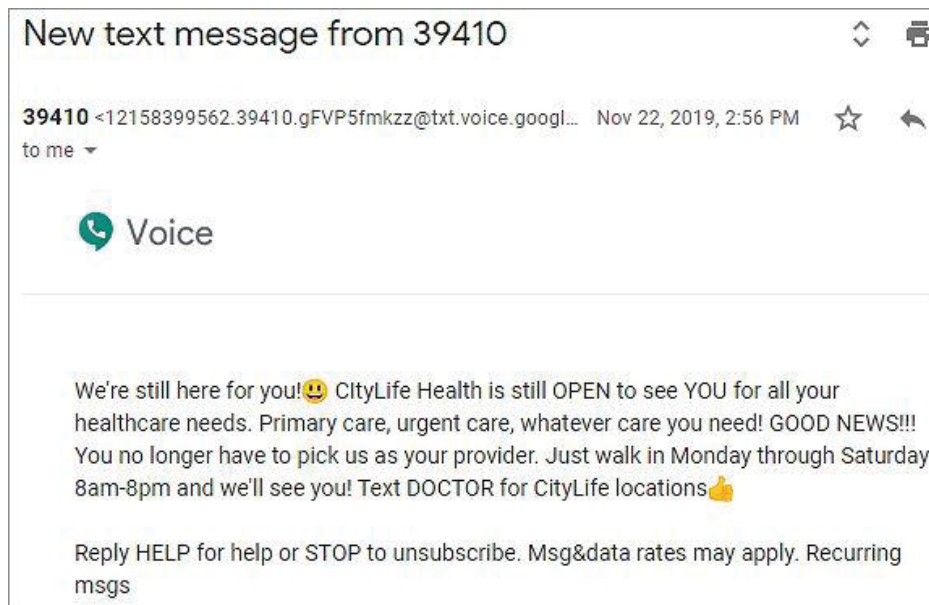 New text message from 39410
39410 <12158399562.39410.gFVP5fmkzz@txt.voice.googl... Nov 22, 2019, 2:56 PM
to me
Voice
We're still here for you!😃 CItyLife Health is still OPEN to see YOU for all your
healthcare needs. Primary care, urgent care, whatever care you need! GOOD NEWS!!!
You no longer have to pick us as your provider. Just walk in Monday through Saturday
8am-8pm and we'll see you! Text DOCTOR for CityLife locations👍
Reply HELP for help or STOP to unsubscribe. Msg&data rates may apply. Recurring
msgs